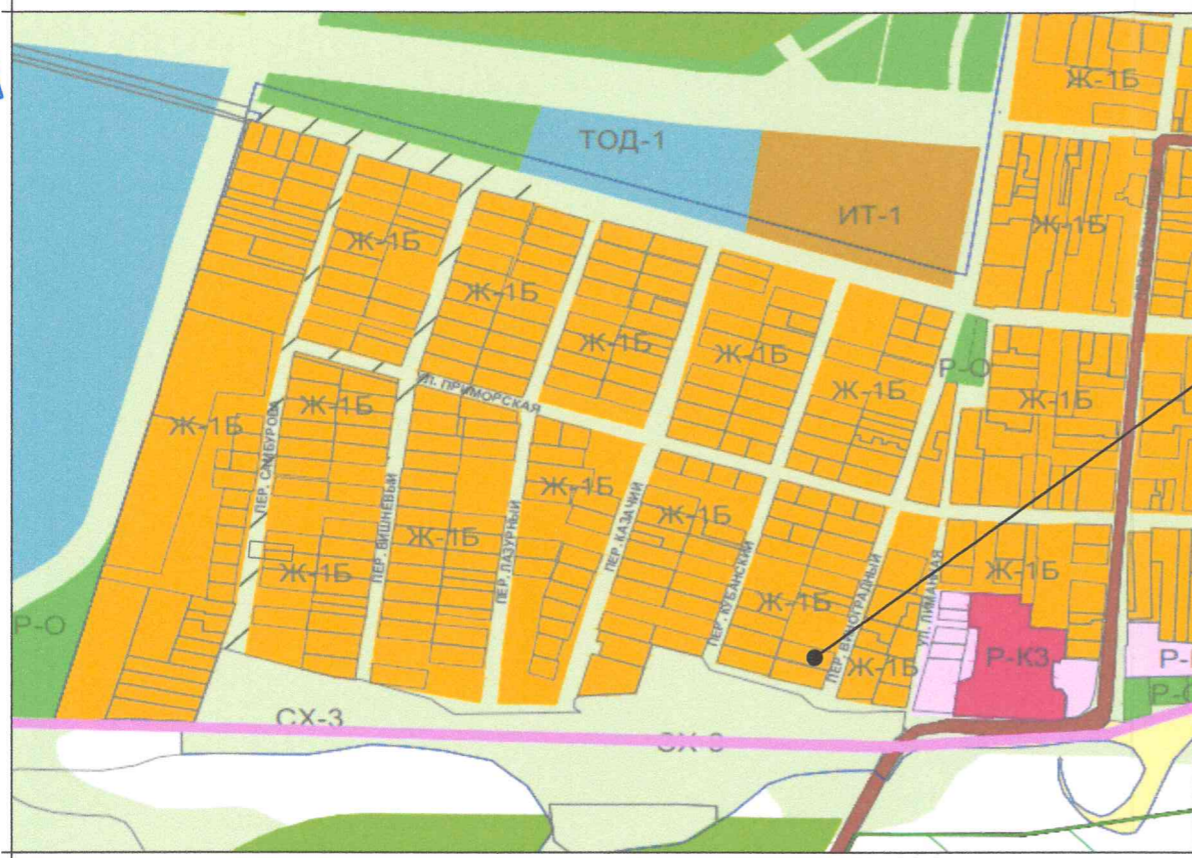 Ж-1Б
ТОД-1
ИТ-1
Ж-1Б
Ж-1Б
Ж-1Б
Ж-1Б
Ж-1Б
Р-О
Ж-1Б
Ж-1Б
Ж-1Б
УЛ. ПРИМОРСКАЯ
Ж-1Б
Ж-1Б
ПЕР. САМБУРОВА
Ж-1Б
Ж-1Б
ПЕР. ВИШНЕВЫЙ
Ж-1Б
ПЕР. ЛАЗУРНЫЙ
ПЕР. КАЗАЧИЙ
Ж-1Б
Ж-1Б
Ж-1Б
ПЕР. КУБАНСКИЙ
Ж-1Б
ПЕР. ВИНОГРАДНЫЙ
УЛ. ЛИМАННАЯ
Р-О
Ж-1Б
Р-КЗ
СХ-3
СХ-3